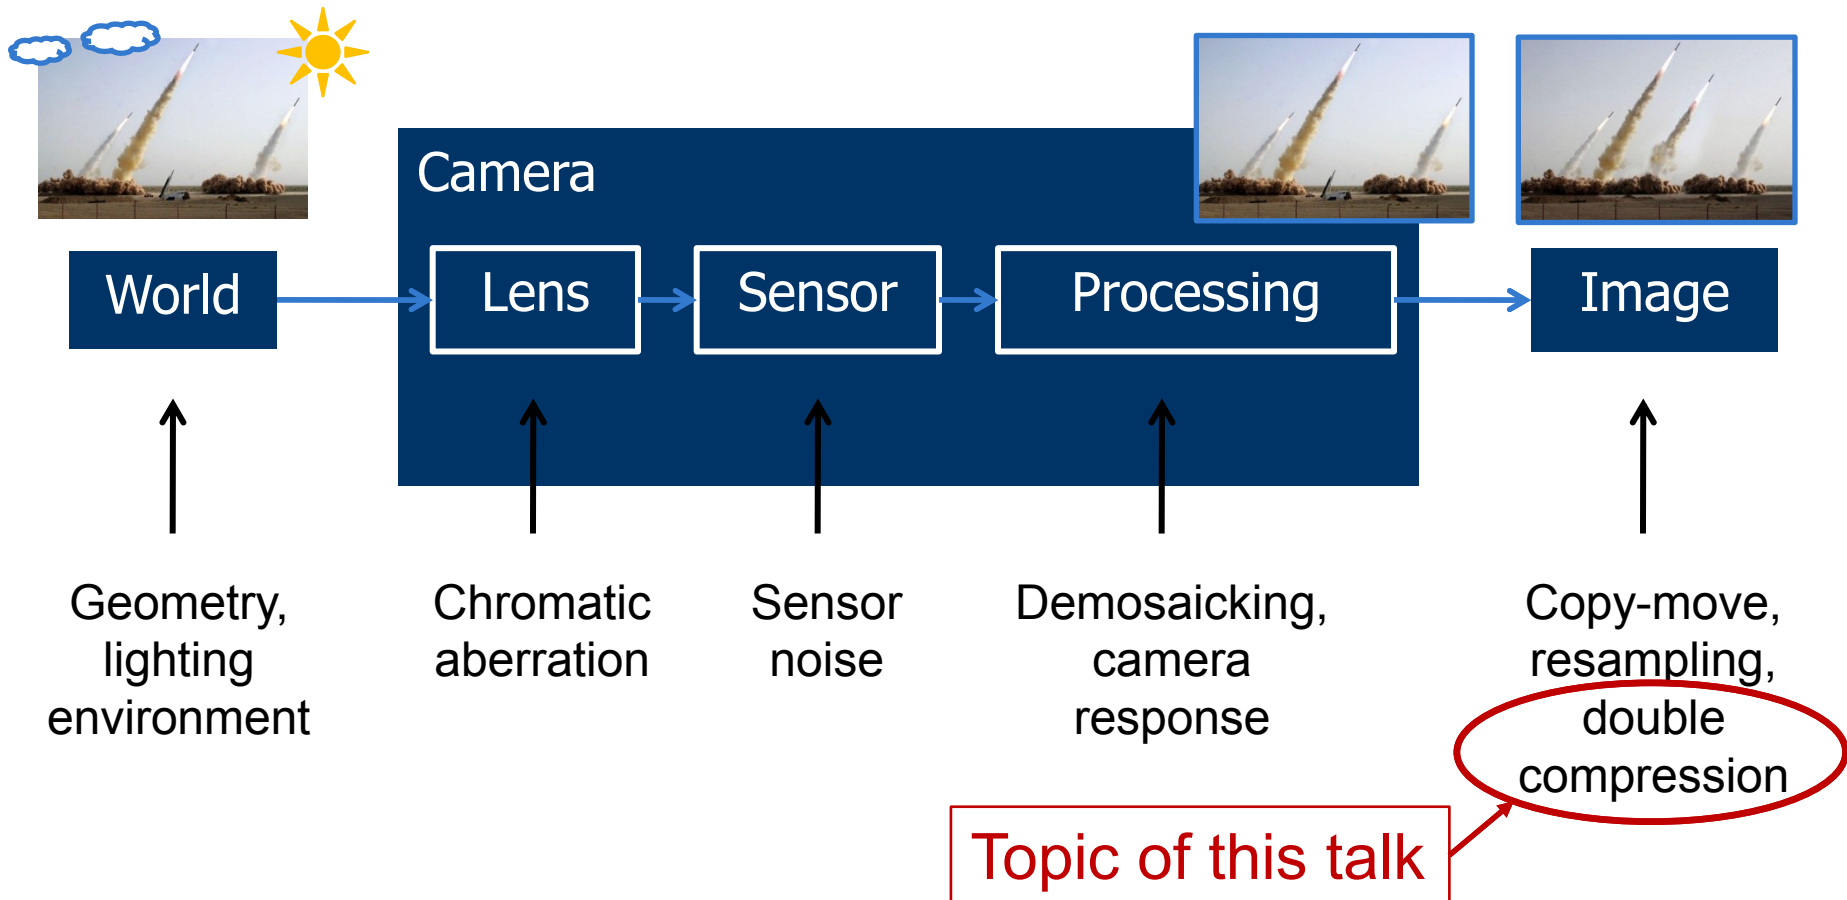 Camera
World
Lens
Sensor
Processing
Image
Geometry,
lighting
environment
Chromatic
aberration
Sensor
noise
Demosaicking,
camera
response
Copy-move,
resampling,
double
compression
Topic of this talk